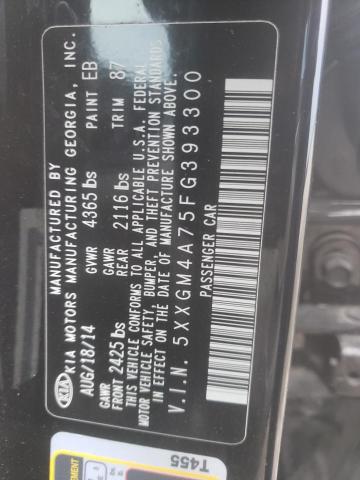 KIA
MANUFACTURED BY
KIA MOTORS MANUFACTURING GEORGIA, INC.
AUG/18/14 GVWR 4365 lbs PAINT EB
GAWR FRONT 2425 lbs GAWR REAR 2116 lbs TRIM 87
THIS VEHICLE CONFORMS TO ALL APPLICABLE U.S.A. FEDERAL
MOTOR VEHICLE SAFETY, BUMPER, AND THEFT PREVENTION STANDARDS
IN EFFECT ON THE DATE OF MANUFACTURE SHOWN ABOVE.
V.I.N. 5XXGM4A75FG393300
PASSENGER CAR
T455